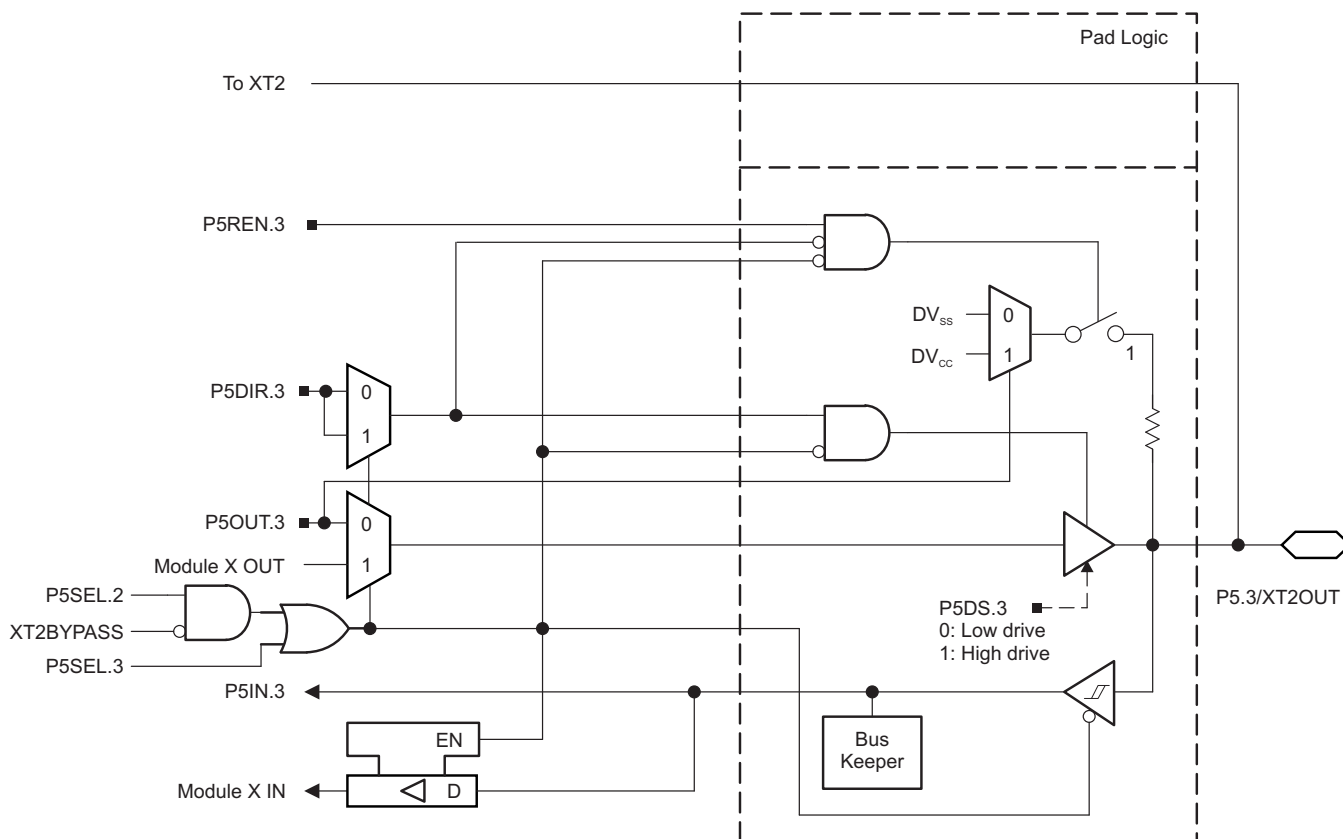 Pad Logic
To XT2
P5REN.3
DVSS
0
DVCC
1
1
P5DIR.3
0
1
P5OUT.3
0
Module X OUT
1
P5SEL.2
XT2BYPASS
P5SEL.3
P5DS.3
0: Low drive
1: High drive
P5.3/XT2OUT
P5IN.3
EN
Bus
Keeper
Module X IN
D